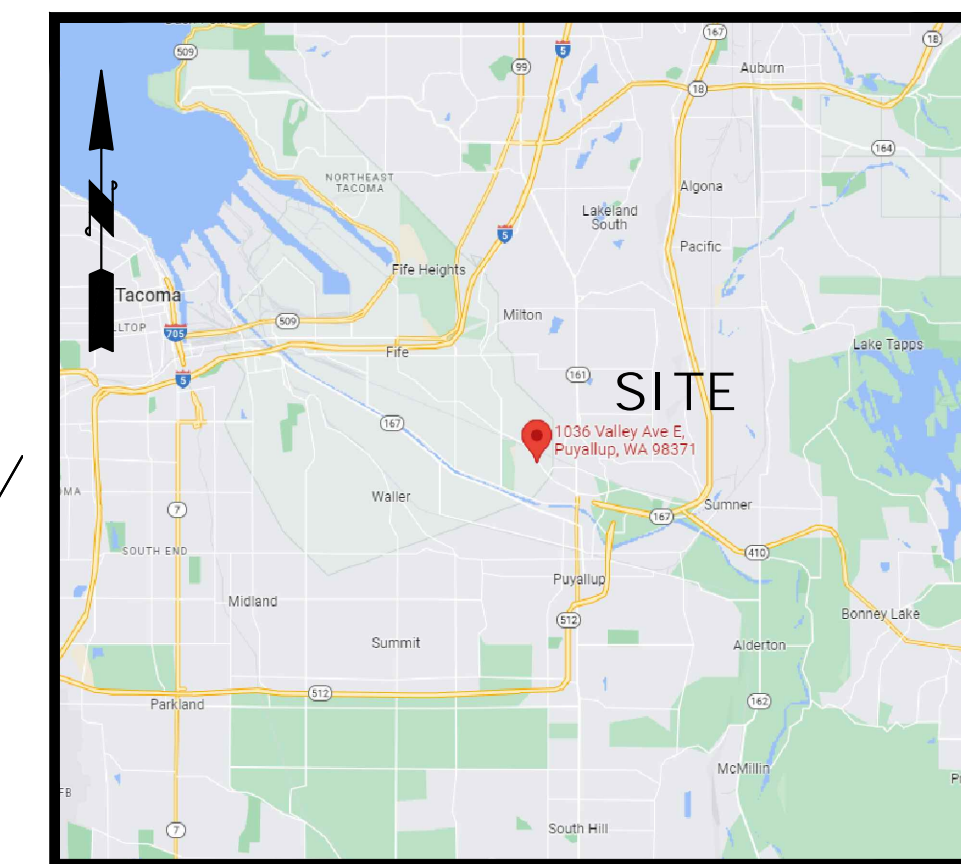 509
5
167
18
99
Auburn
18
164
NORTHEAST
TACOMA
Algona
Lakeland
South
5
Pacific
Fife Heights
Tacoma
LLTOP
705
509
Milton
Fife
Lake Tapps
5
161
SITE
167
1036 Valley Ave E,
Puyallup, WA 98371
OMA
Waller
7
167
Sumner
SOUTH END
410
Puyallup
Midland
512
Bonney Lake
Summit
Alderton
512
162
Parkland
McMillin
P
FB
7
South Hill